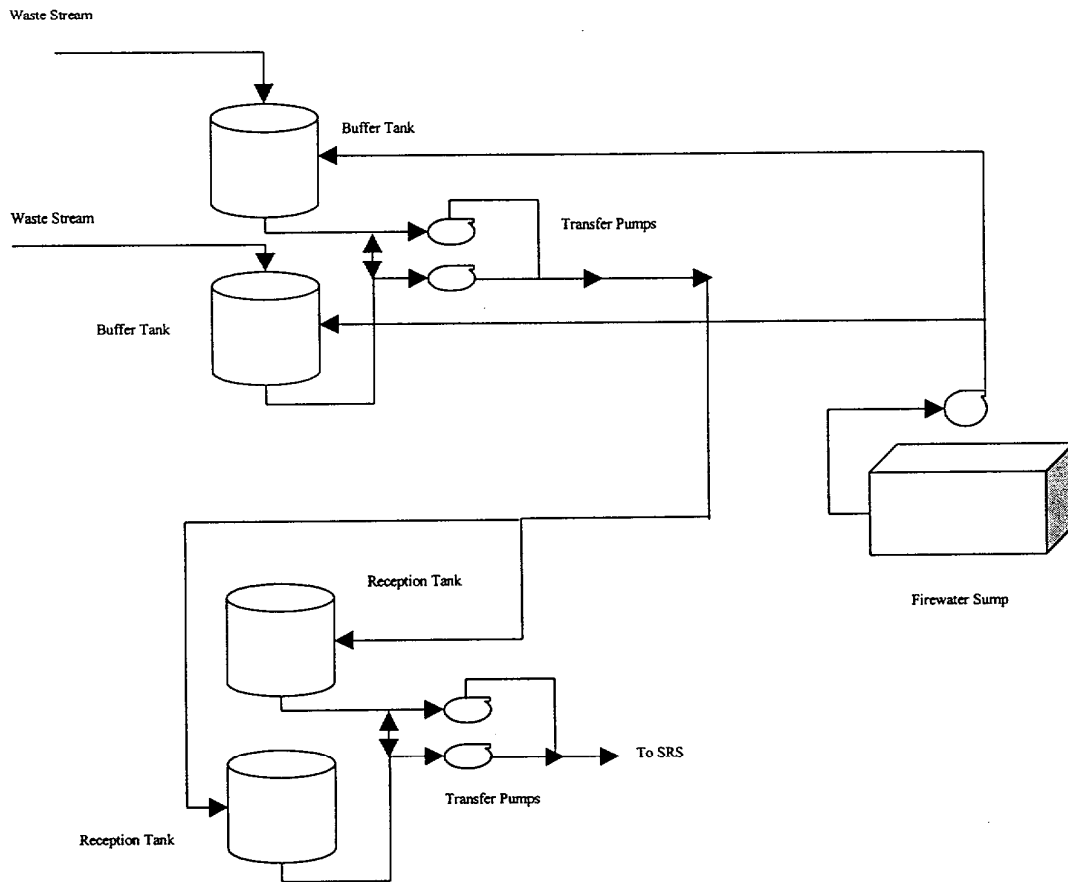 Waste Stream
Buffer Tank
Waste Stream
Transfer Pumps
Buffer Tank
Reception Tank
Firewater Sump
To SRS
Transfer Pumps
Reception Tank